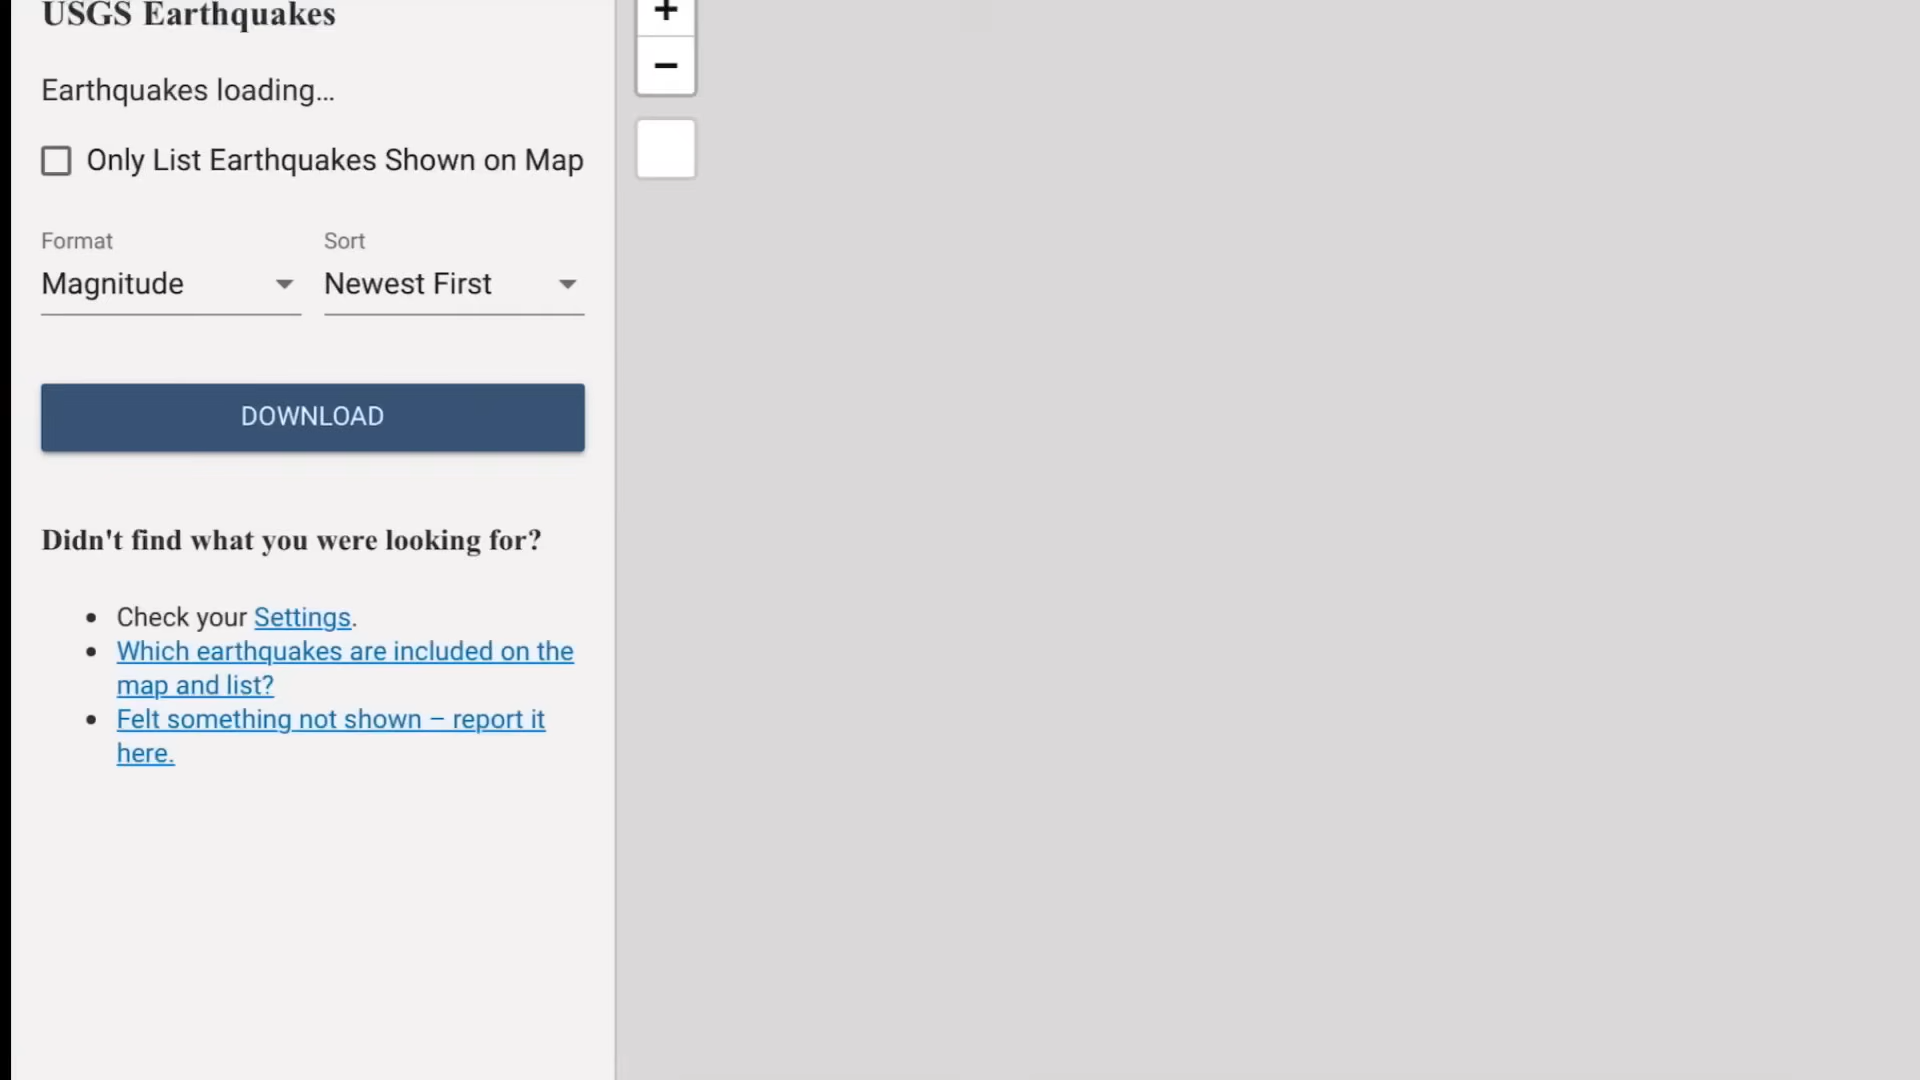 USGS Earthquakes
+
−
Earthquakes loading...
Only List Earthquakes Shown on Map
Format
Sort
Magnitude
Newest First
DOWNLOAD
Didn't find what you were looking for?
Check your Settings.
Which earthquakes are included on the
map and list?
Felt something not shown – report it
here.